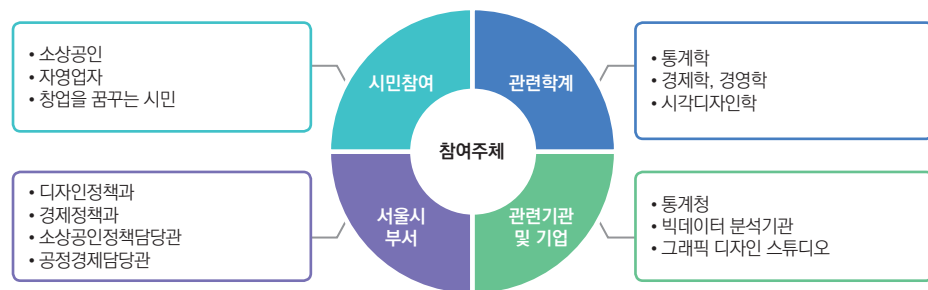 • 소상공인
• 자영업자
• 창업을 꿈꾸는 시민
시민참여
관련학계
• 통계학
• 경제학, 경영학
• 시각디자인학
참여주체
• 디자인정책과
• 경제정책과
• 소상공인정책담당관
• 공정경제담당관
서울시
부서
관련기관
및 기업
• 통계청
• 빅데이터 분석기관
• 그래픽 디자인 스튜디오